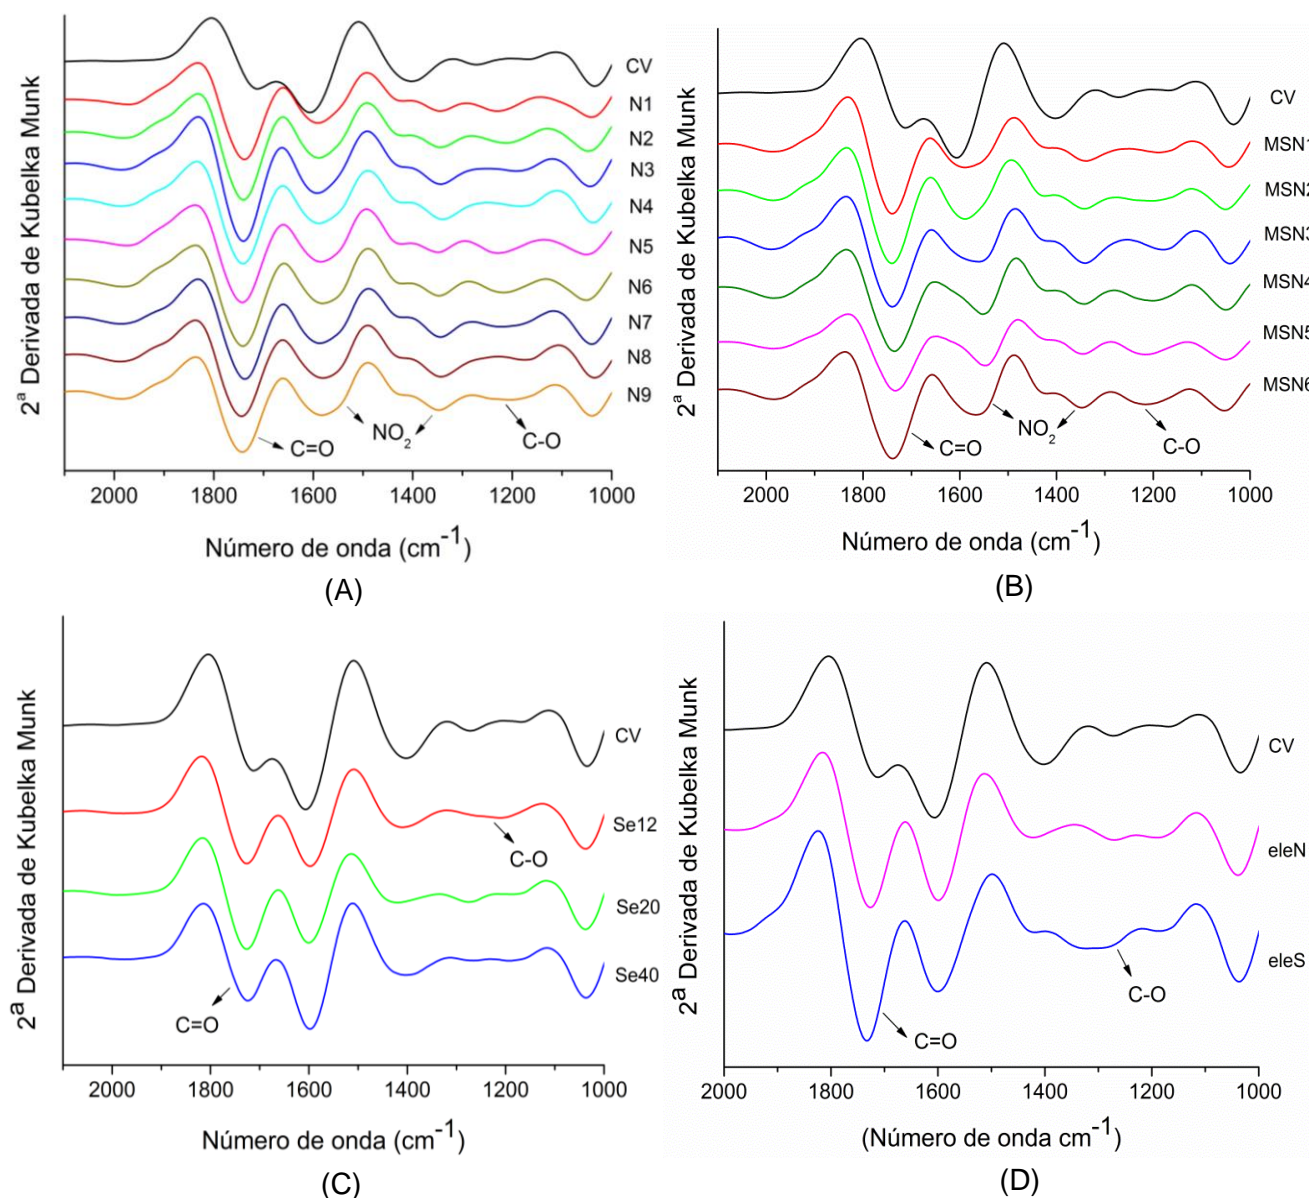 2ª Derivada de Kubelka Munk
CV
N1
N2
N3
N4
N5
N6
N7
N8
N9
C=O
NO₂
C-O
2000 1800 1600 1400 1200 1000
Número de onda (cm⁻¹)
(A)
2ª Derivada de Kubelka Munk
CV
MSN1
MSN2
MSN3
MSN4
MSN5
MSN6
C=O
NO₂
C-O
2000 1800 1600 1400 1200 1000
Número de onda (cm⁻¹)
(B)
2ª Derivada de Kubelka Munk
CV
Se12
C-O
Se20
Se40
C=O
2000 1800 1600 1400 1200 1000
Número de onda (cm⁻¹)
(C)
2ª Derivada de Kubelka Munk
CV
eleN
eleS
C-O
C=O
2000 1800 1600 1400 1200 1000
(Número de onda cm⁻¹)
(D)